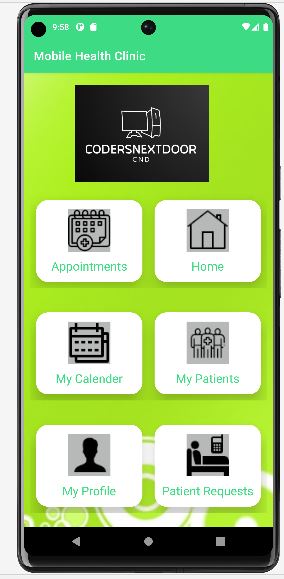 9:58
Mobile Health Clinic
CODERSNEXTDOOR
CND
Appointments
Home
My Calender
My Patients
My Profile
Patient Requests